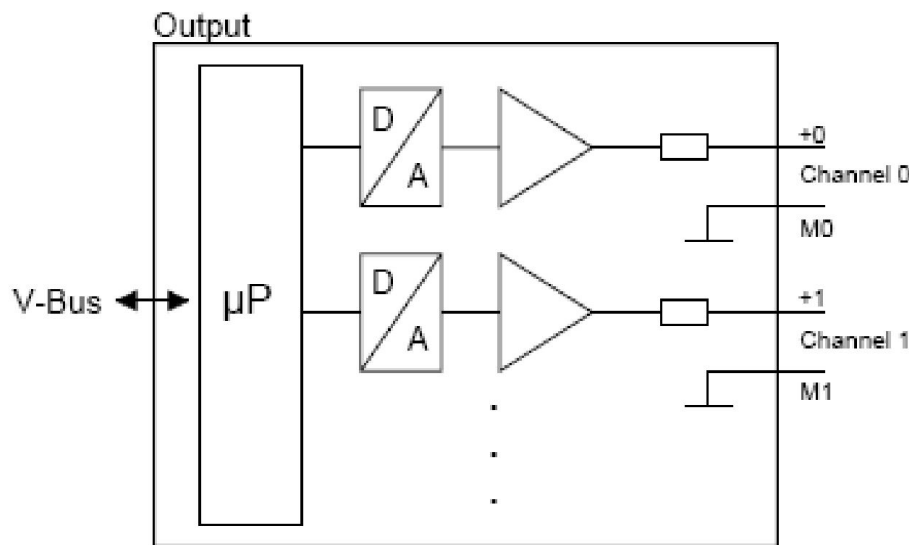 Output
D
A
+0
Channel 0
M0
V-Bus
µP
D
A
+1
Channel 1
M1